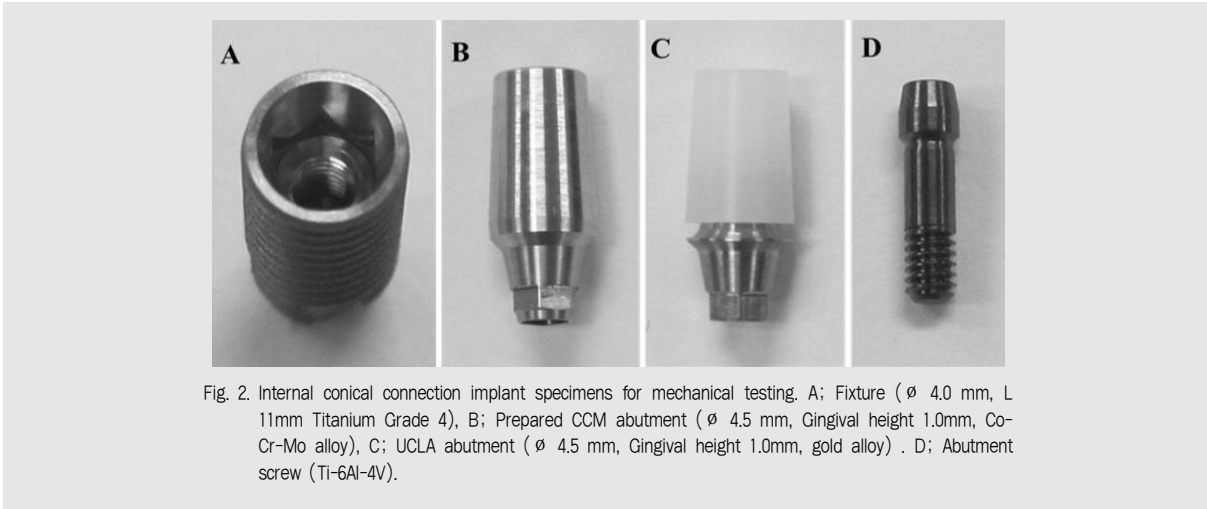 A
B
C
D
Fig. 2. Internal conical connection implant specimens for mechanical testing. A; Fixture (ø 4.0 mm, L
11mm Titanium Grade 4), B; Prepared CCM abutment (ø 4.5 mm, Gingival height 1.0mm, Co-
Cr-Mo alloy), C; UCLA abutment (ø 4.5 mm, Gingival height 1.0mm, gold alloy) . D; Abutment
screw (Ti-6Al-4V).